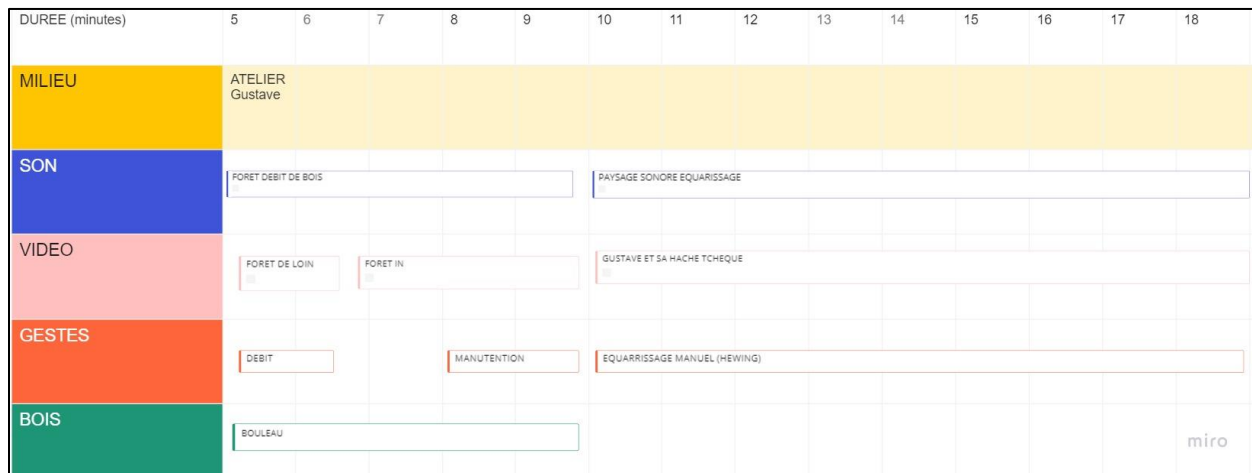 DUREE (minutes) 5 6 7 8 9 10 11 12 13 14 15 16 17 18
MILIEU
ATELIER
Gustave
SON
FORET DEBIT DE BOIS
PAYSAGE SONORE EQUARISSAGE
VIDEO
FORET DE LOIN
FORET IN
GUSTAVE ET SA HACHE TCHEQUE
GESTES
DEBIT
MANUTENTION
EQUARRISSAGE MANUEL (HEWING)
BOIS
BOULEAU
miro